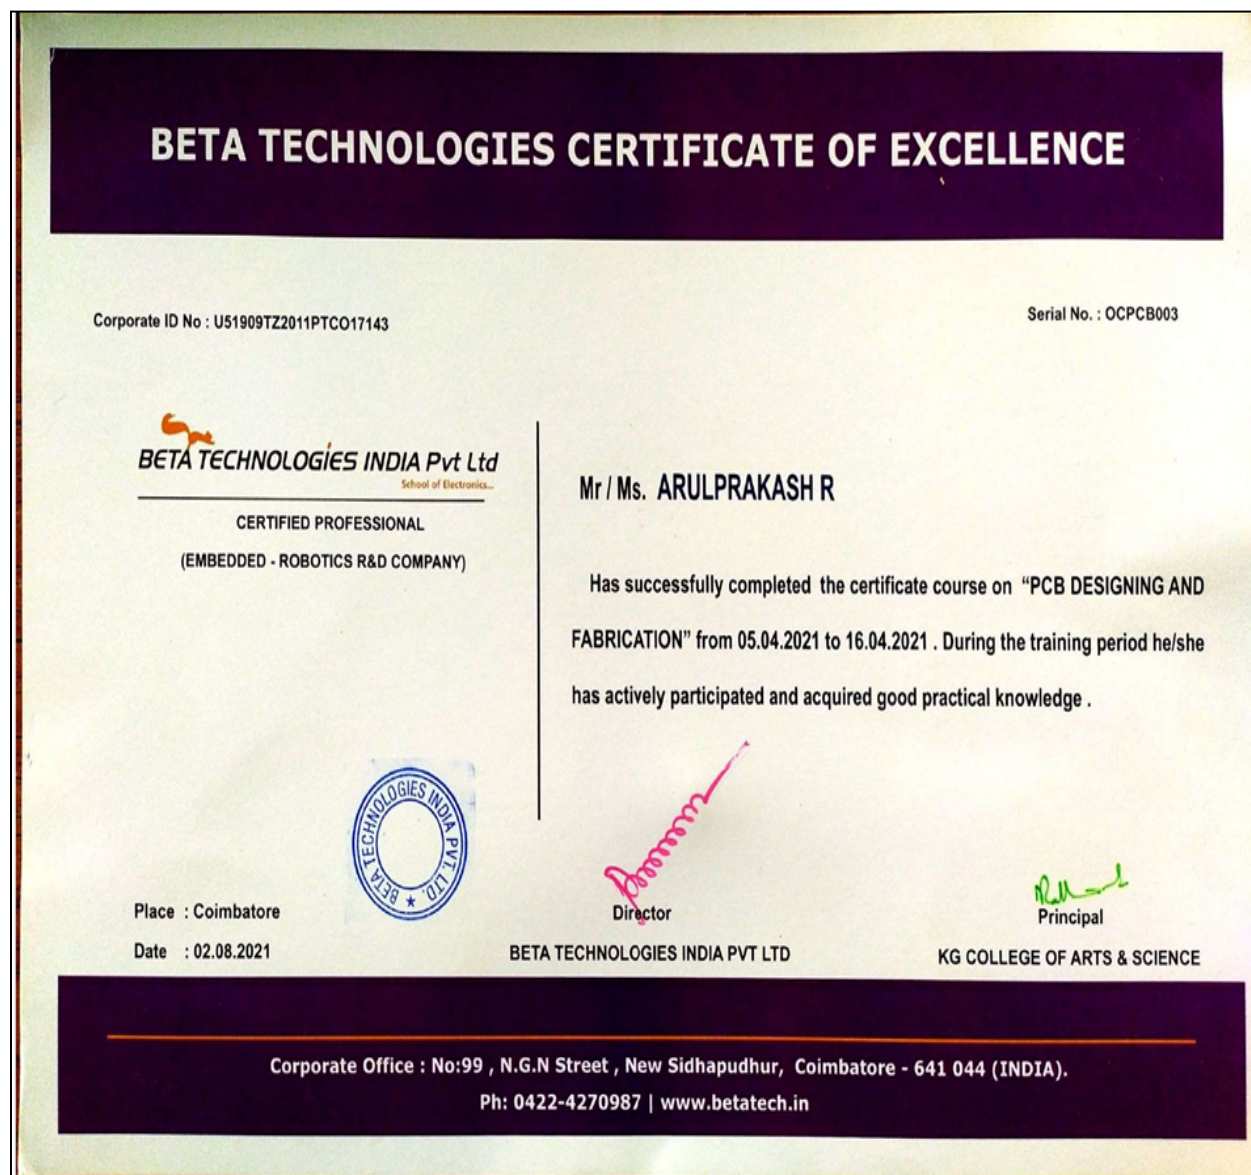 BETA TECHNOLOGIES CERTIFICATE OF EXCELLENCE
Corporate ID No : U51909TZ2011PTCO17143
Serial No. : OCPCB003
BETA TECHNOLOGIES INDIA Pvt Ltd
School of Electronics...
CERTIFIED PROFESSIONAL
(EMBEDDED - ROBOTICS R&D COMPANY)
Mr / Ms. ARULPRAKASH R
Has successfully completed the certificate course on “PCB DESIGNING AND
FABRICATION” from 05.04.2021 to 16.04.2021 . During the training period he/she
has actively participated and acquired good practical knowledge .
BETA TECHNOLOGIES INDIA PVT. LTD. ★
Place : Coimbatore
Date : 02.08.2021
Director
BETA TECHNOLOGIES INDIA PVT LTD
Principal
KG COLLEGE OF ARTS & SCIENCE
Corporate Office : No:99 , N.G.N Street , New Sidhapudhur, Coimbatore - 641 044 (INDIA).
Ph: 0422-4270987 | www.betatech.in